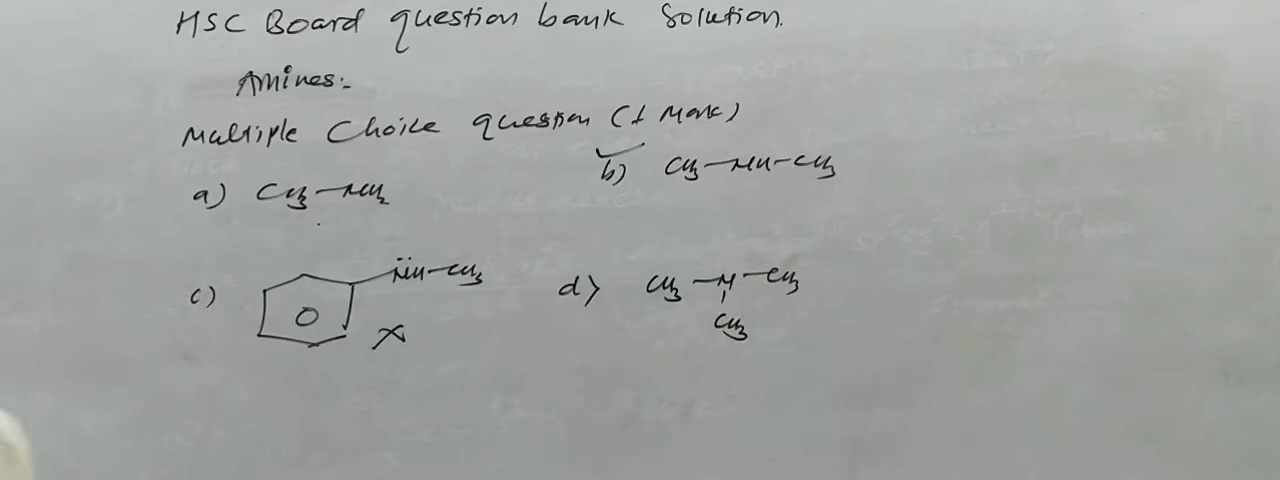 HSC Board question bank Solution.
Amines:-
Multiple Choice question (1 Mark)
a) CH3-NH2
b) CH3-NH-CH3
c) N̈H-CH3
d) CH3-N-CH3
CH3